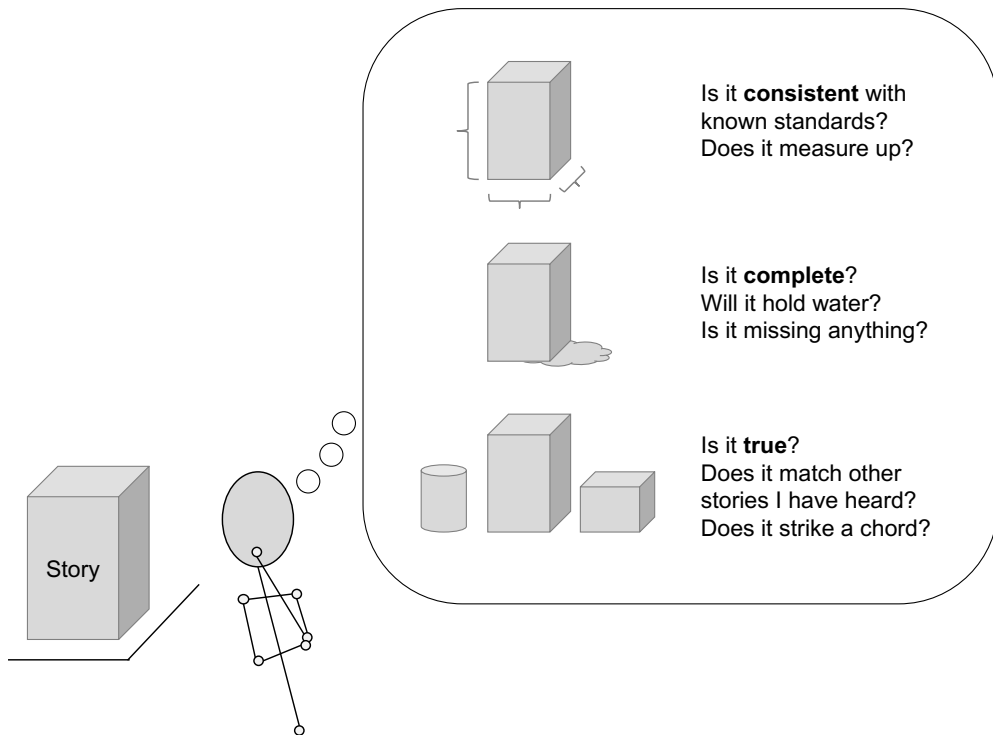 Is it consistent with
known standards?
Does it measure up?
Is it complete?
Will it hold water?
Is it missing anything?
Is it true?
Does it match other
stories I have heard?
Does it strike a chord?
Story